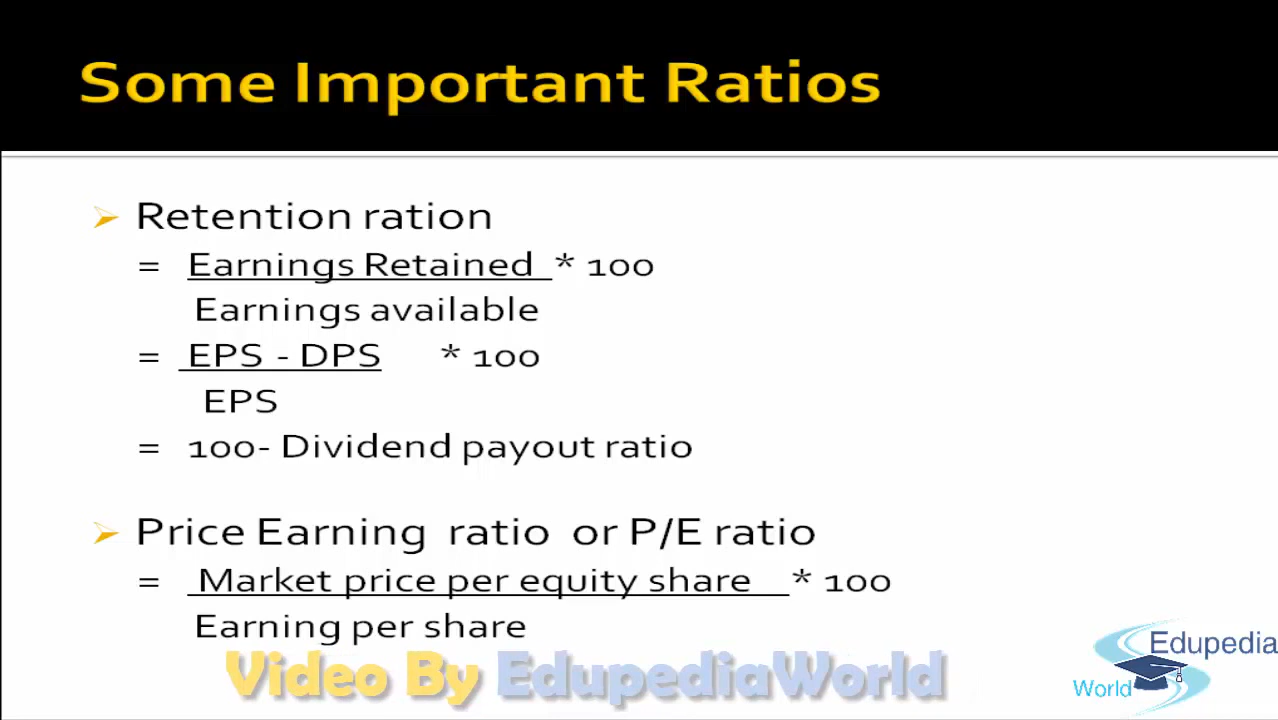 Some Important Ratios
Retention ration
= Earnings Retained * 100
Earnings available
= EPS - DPS * 100
EPS
= 100- Dividend payout ratio
Price Earning ratio or P/E ratio
= Market price per equity share * 100
Earning per share
Video By EdupediaWorld
Edupedia
World